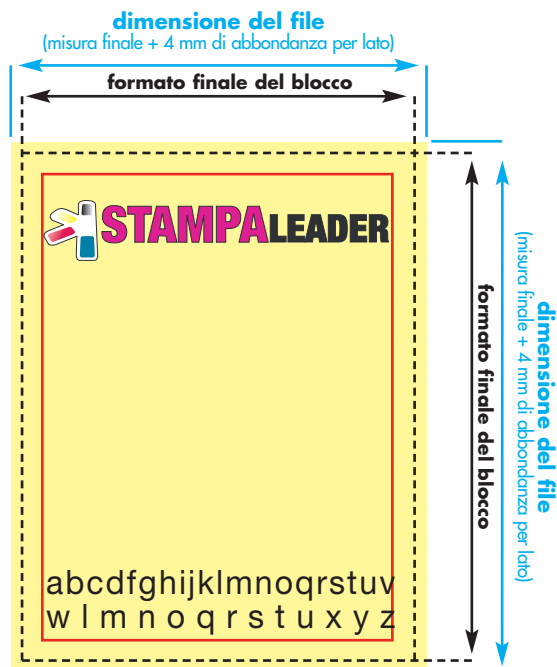 dimensione del file
(misura finale + 4 mm di abbondanza per lato)
formato finale del blocco
STAMPALEADER
formato finale del blocco
dimensione del file
(misura finale + 4 mm di abbondanza per lato)
abcdfghijklmnoqrstuv
wlmnoqrstuxyz